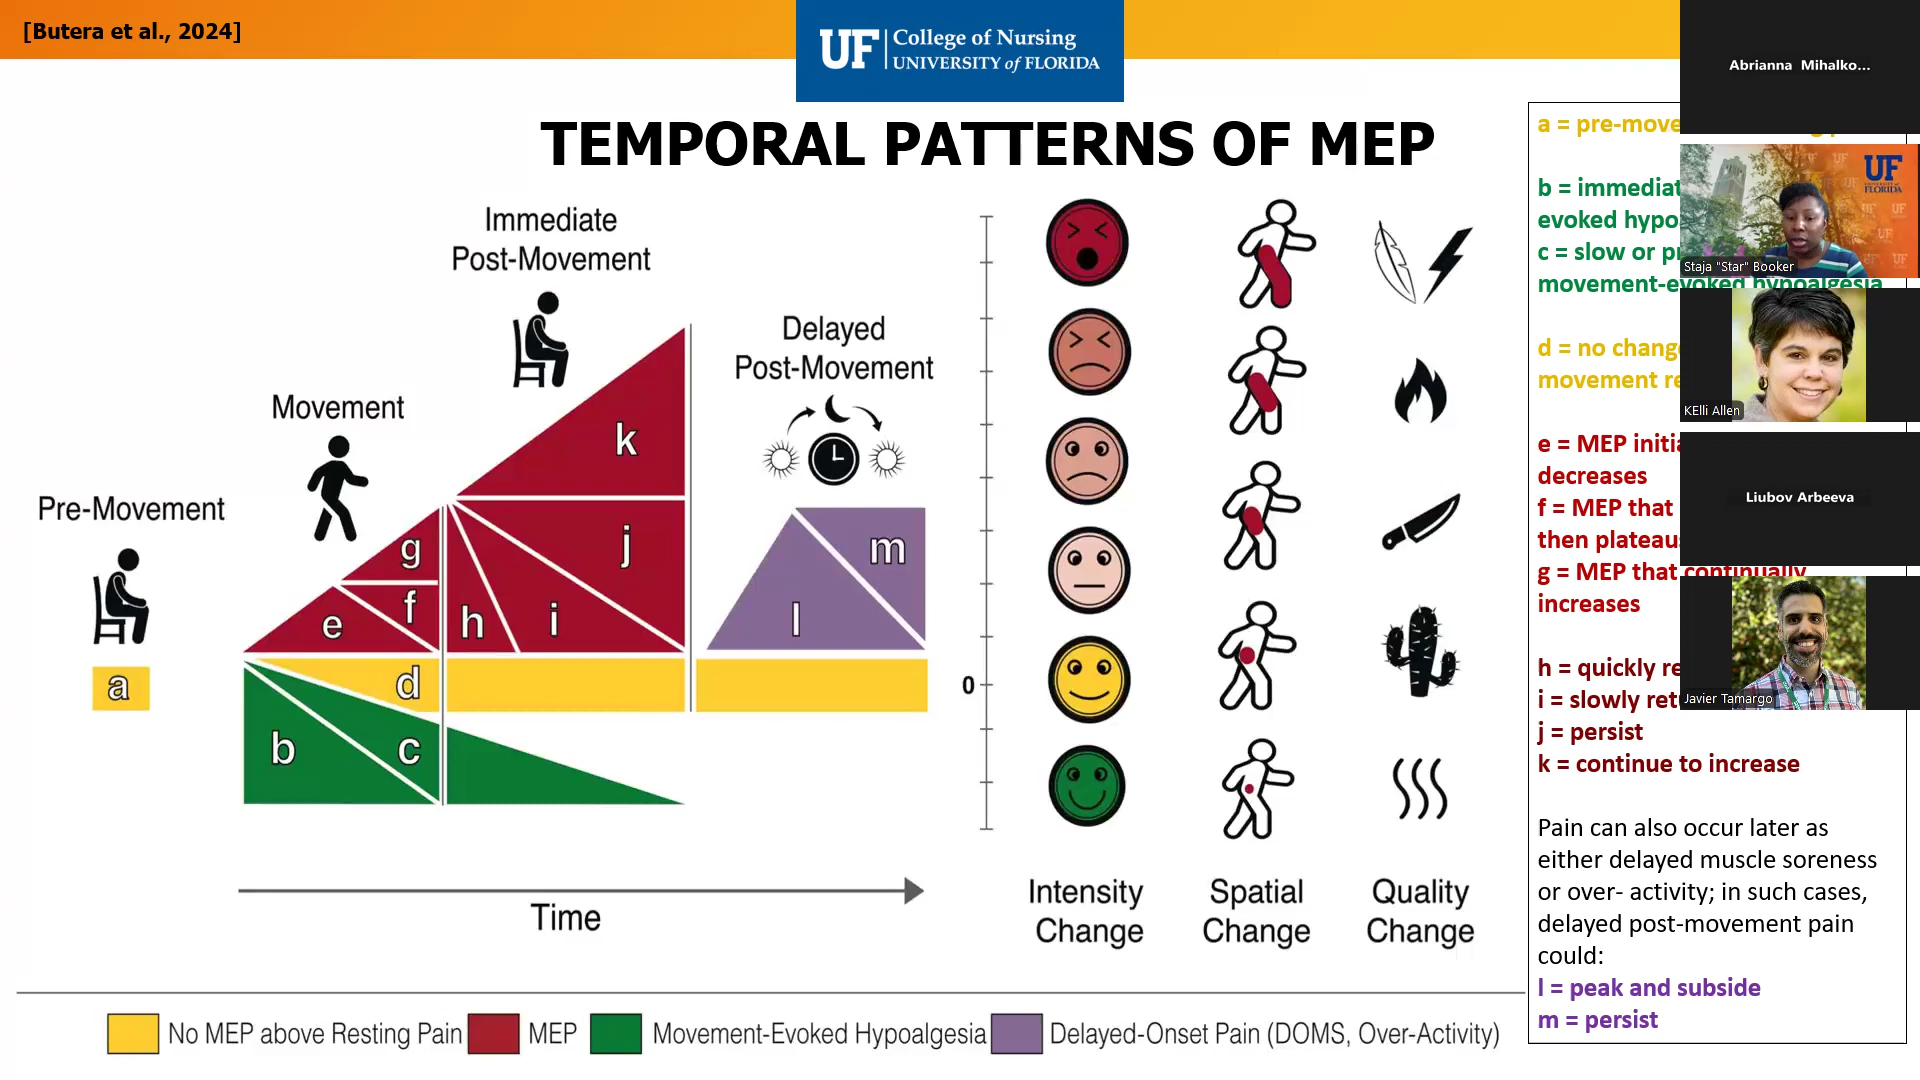 [Butera et al., 2024]
UF College of Nursing
UNIVERSITY of FLORIDA
TEMPORAL PATTERNS OF MEP
Pre-Movement
Movement
Immediate
Post-Movement
Delayed
Post-Movement
a
b
c
d
e
f
g
h
i
j
k
l
m
0
Time
Intensity
Change
Spatial
Change
Quality
Change
No MEP above Resting Pain
MEP
Movement-Evoked Hypoalgesia
Delayed-Onset Pain (DOMS, Over-Activity)
a = pre-move
b = immediat
evoked hypo
c = slow or pr
movement-evoked hypoalgesia
d = no chang
movement re
e = MEP initia
decreases
f = MEP that
then plateau
g = MEP that continually
increases
h = quickly re
i = slowly ret
j = persist
k = continue to increase
Pain can also occur later as
either delayed muscle soreness
or over- activity; in such cases,
delayed post-movement pain
could:
l = peak and subside
m = persist
Abrianna Mihalko...
UF
FLORIDA
Staja "Star" Booker
KElli Allen
Liubov Arbeeva
Javier Tamargo